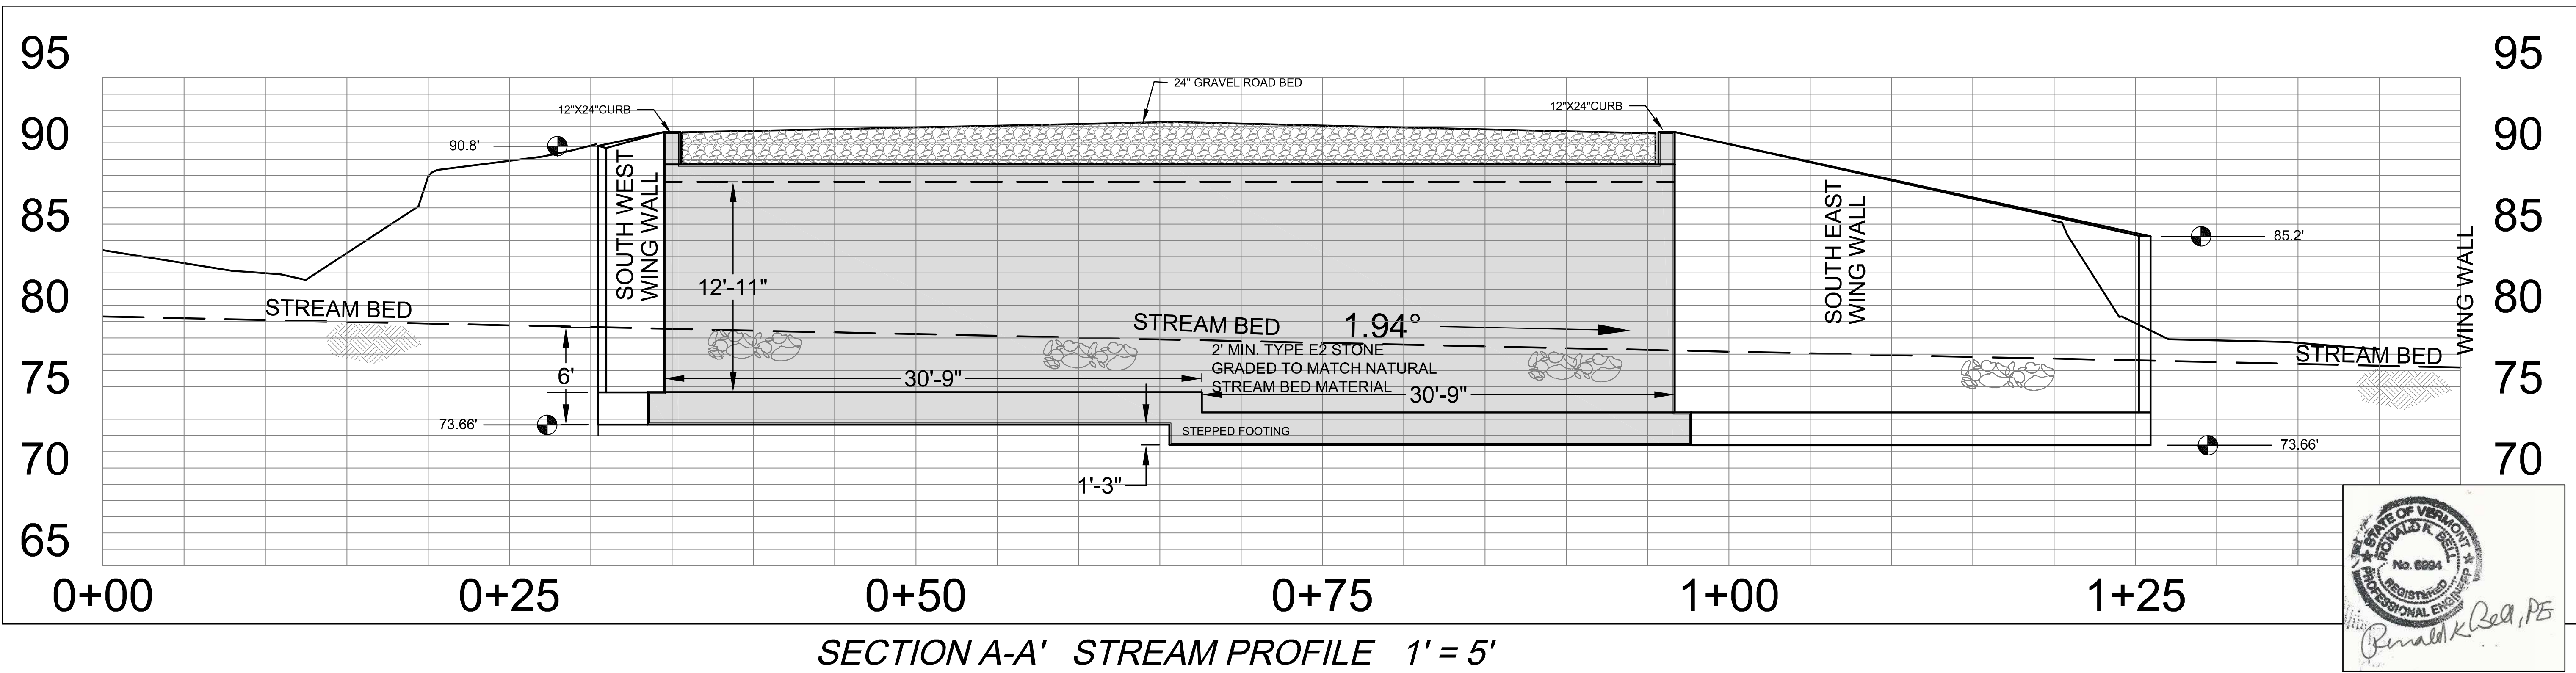 95
95
24" GRAVEL ROAD BED
12"X24"CURB
12"X24"CURB
90
90
90.8'
SOUTH WEST
WING WALL
85
85
SOUTH EAST
WING WALL
85.2'
WING WALL
12'-11"
80
80
STREAM BED
STREAM BED
1.94°
2' MIN. TYPE E2 STONE
GRADED TO MATCH NATURAL
STREAM BED MATERIAL
STREAM BED
75
75
6'
30'-9"
30'-9"
73.66'
STEPPED FOOTING
73.66'
70
70
1'-3"
65
STATE OF VERMONT
RONALD K. BELL
No. 6994
REGISTERED
PROFESSIONAL ENGINEER
Ronald K Bell, PE
0+00
0+25
0+50
0+75
1+00
1+25
SECTION A-A' STREAM PROFILE 1' = 5'